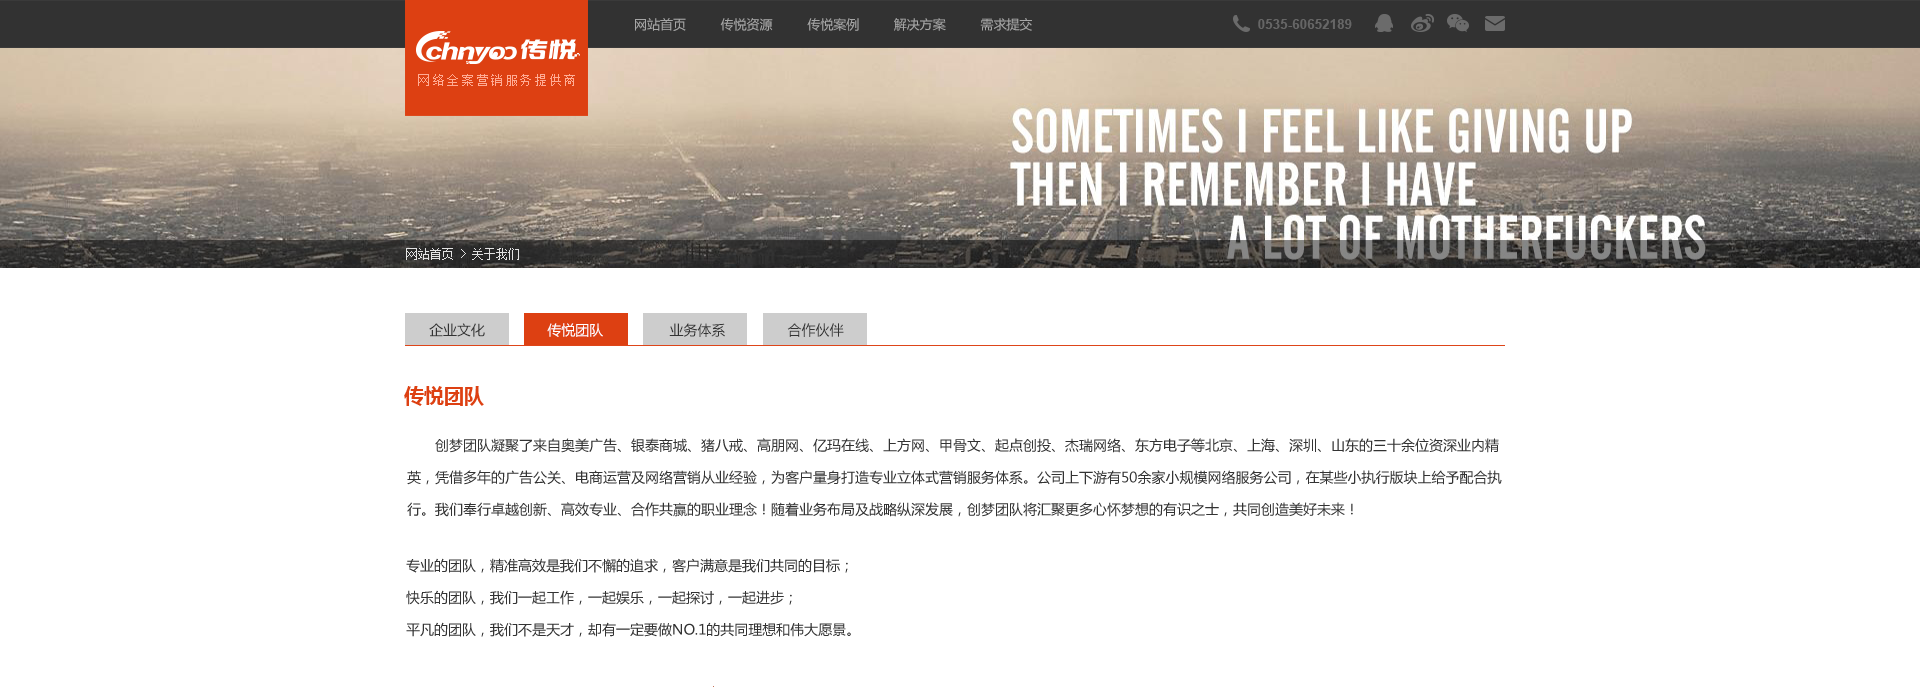 网站首页 传悦资源 传悦案例 解决方案 需求提交 0535-60652189
chnyoo 传悦
网络全案营销服务提供商
SOMETIMES I FEEL LIKE GIVING UP
THEN I REMEMBER I HAVE
A LOT OF MOTHERFUCKERS
网站首页 > 关于我们
企业文化 传悦团队 业务体系 合作伙伴
传悦团队
创梦团队凝聚了来自奥美广告、银泰商城、猪八戒、高朋网、亿玛在线、上方网、甲骨文、起点创投、杰瑞网络、东方电子等北京、上海、深圳、山东的三十余位资深业内精
英，凭借多年的广告公关、电商运营及网络营销从业经验，为客户量身打造专业立体式营销服务体系。公司上下游有50余家小规模网络服务公司，在某些小执行版块上给予配合执
行。我们奉行卓越创新、高效专业、合作共赢的职业理念！随着业务布局及战略纵深发展，创梦团队将汇聚更多心怀梦想的有识之士，共同创造美好未来！
专业的团队，精准高效是我们不懈的追求，客户满意是我们共同的目标；
快乐的团队，我们一起工作，一起娱乐，一起探讨，一起进步；
平凡的团队，我们不是天才，却有一定要做NO.1的共同理想和伟大愿景。